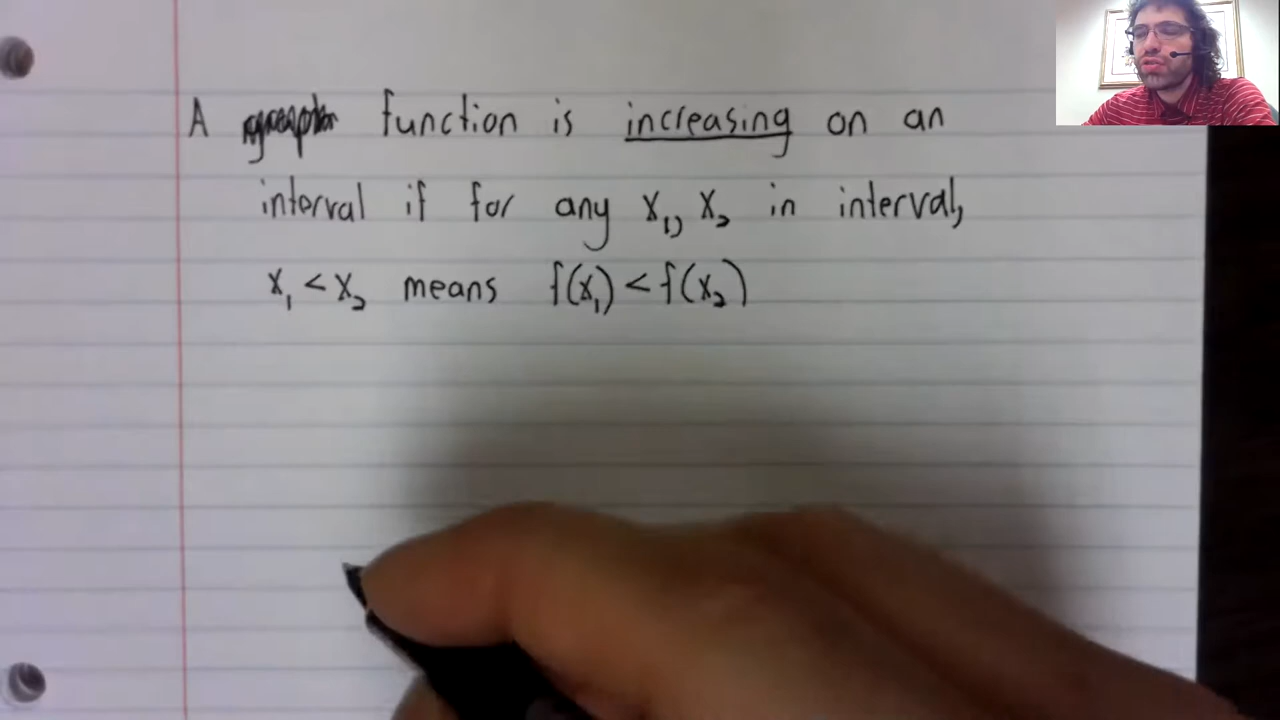 A function is increasing on an
interval if for any x₁, x₂ in interval,
x₁ < x₂ means f(x₁) < f(x₂)